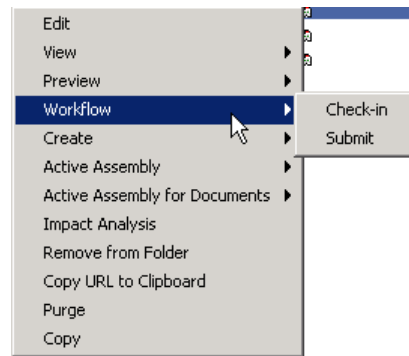 Edit
View
Preview
Workflow
Check-in
Create
Submit
Active Assembly
Active Assembly for Documents
Impact Analysis
Remove from Folder
Copy URL to Clipboard
Purge
Copy